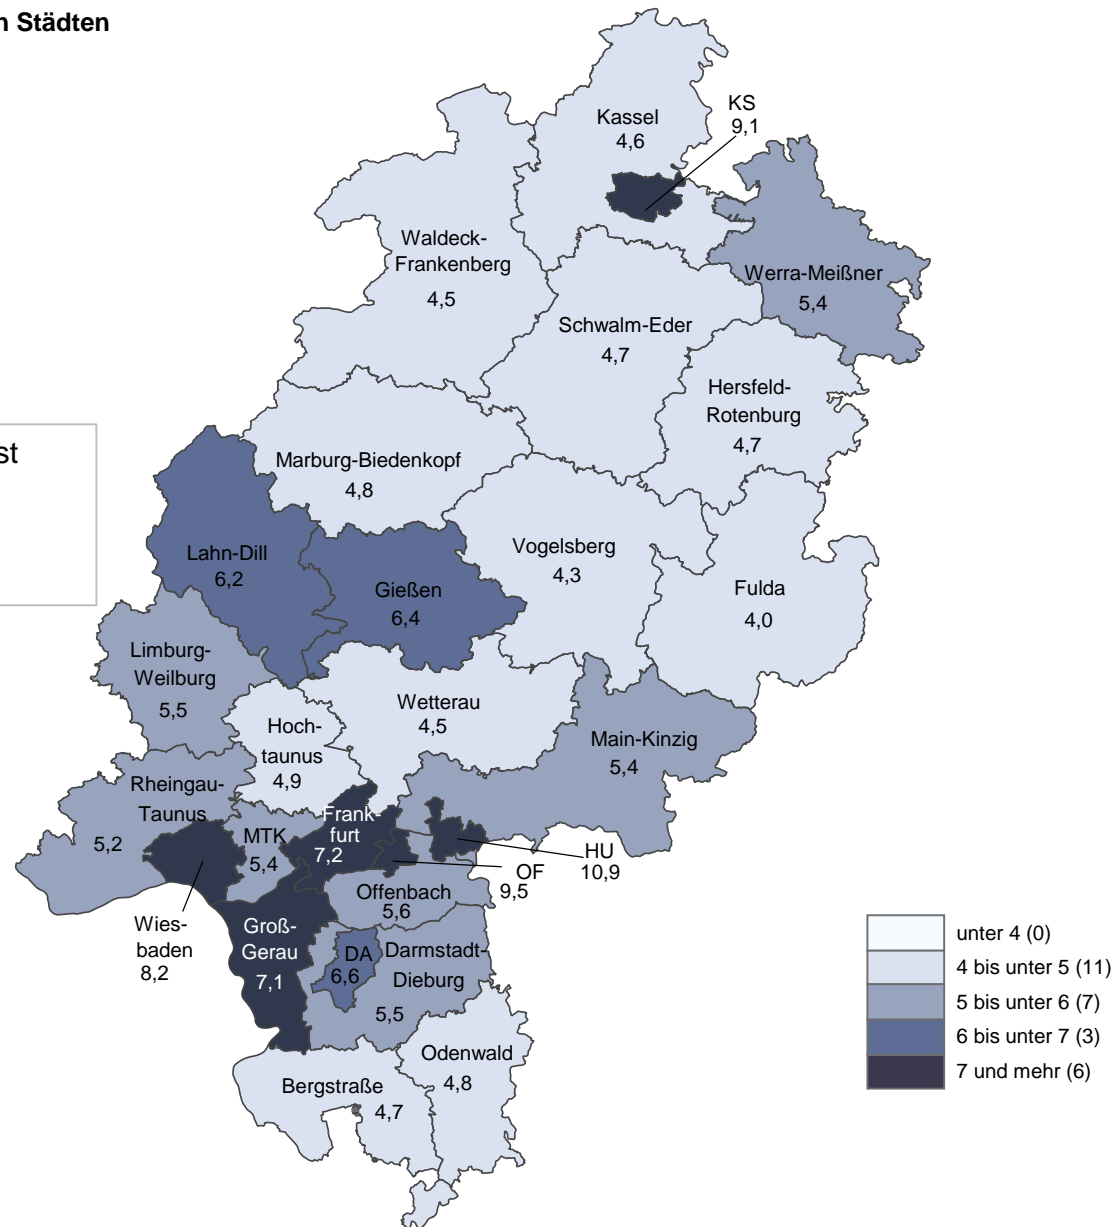 n Städten
KS
9,1
Kassel
4,6
Waldeck-
Frankenberg
4,5
Werra-Meißner
5,4
Schwalm-Eder
4,7
Hersfeld-
Rotenburg
4,7
st
Marburg-Biedenkopf
4,8
Lahn-Dill
6,2
Gießen
6,4
Vogelsberg
4,3
Fulda
4,0
Limburg-
Weilburg
5,5
Wetterau
4,5
Hoch-
taunus
4,9
Main-Kinzig
5,4
Rheingau-
Taunus
5,2
MTK
5,4
Frank-
furt
7,2
HU
10,9
OF
9,5
Offenbach
5,6
Wies-
baden
8,2
Groß-
Gerau
7,1
DA
6,6
Darmstadt-
Dieburg
5,5
Odenwald
4,8
Bergstraße
4,7
unter 4 (0)
4 bis unter 5 (11)
5 bis unter 6 (7)
6 bis unter 7 (3)
7 und mehr (6)